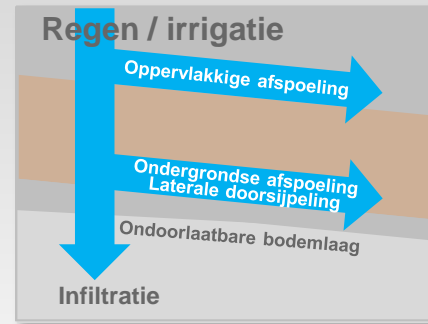 Regen / irrigatie
Oppervlakkige afspoeling
Ondergrondse afspoeling
Laterale doorsijpeling
Ondoorlaatbare bodemlaag
Infiltratie